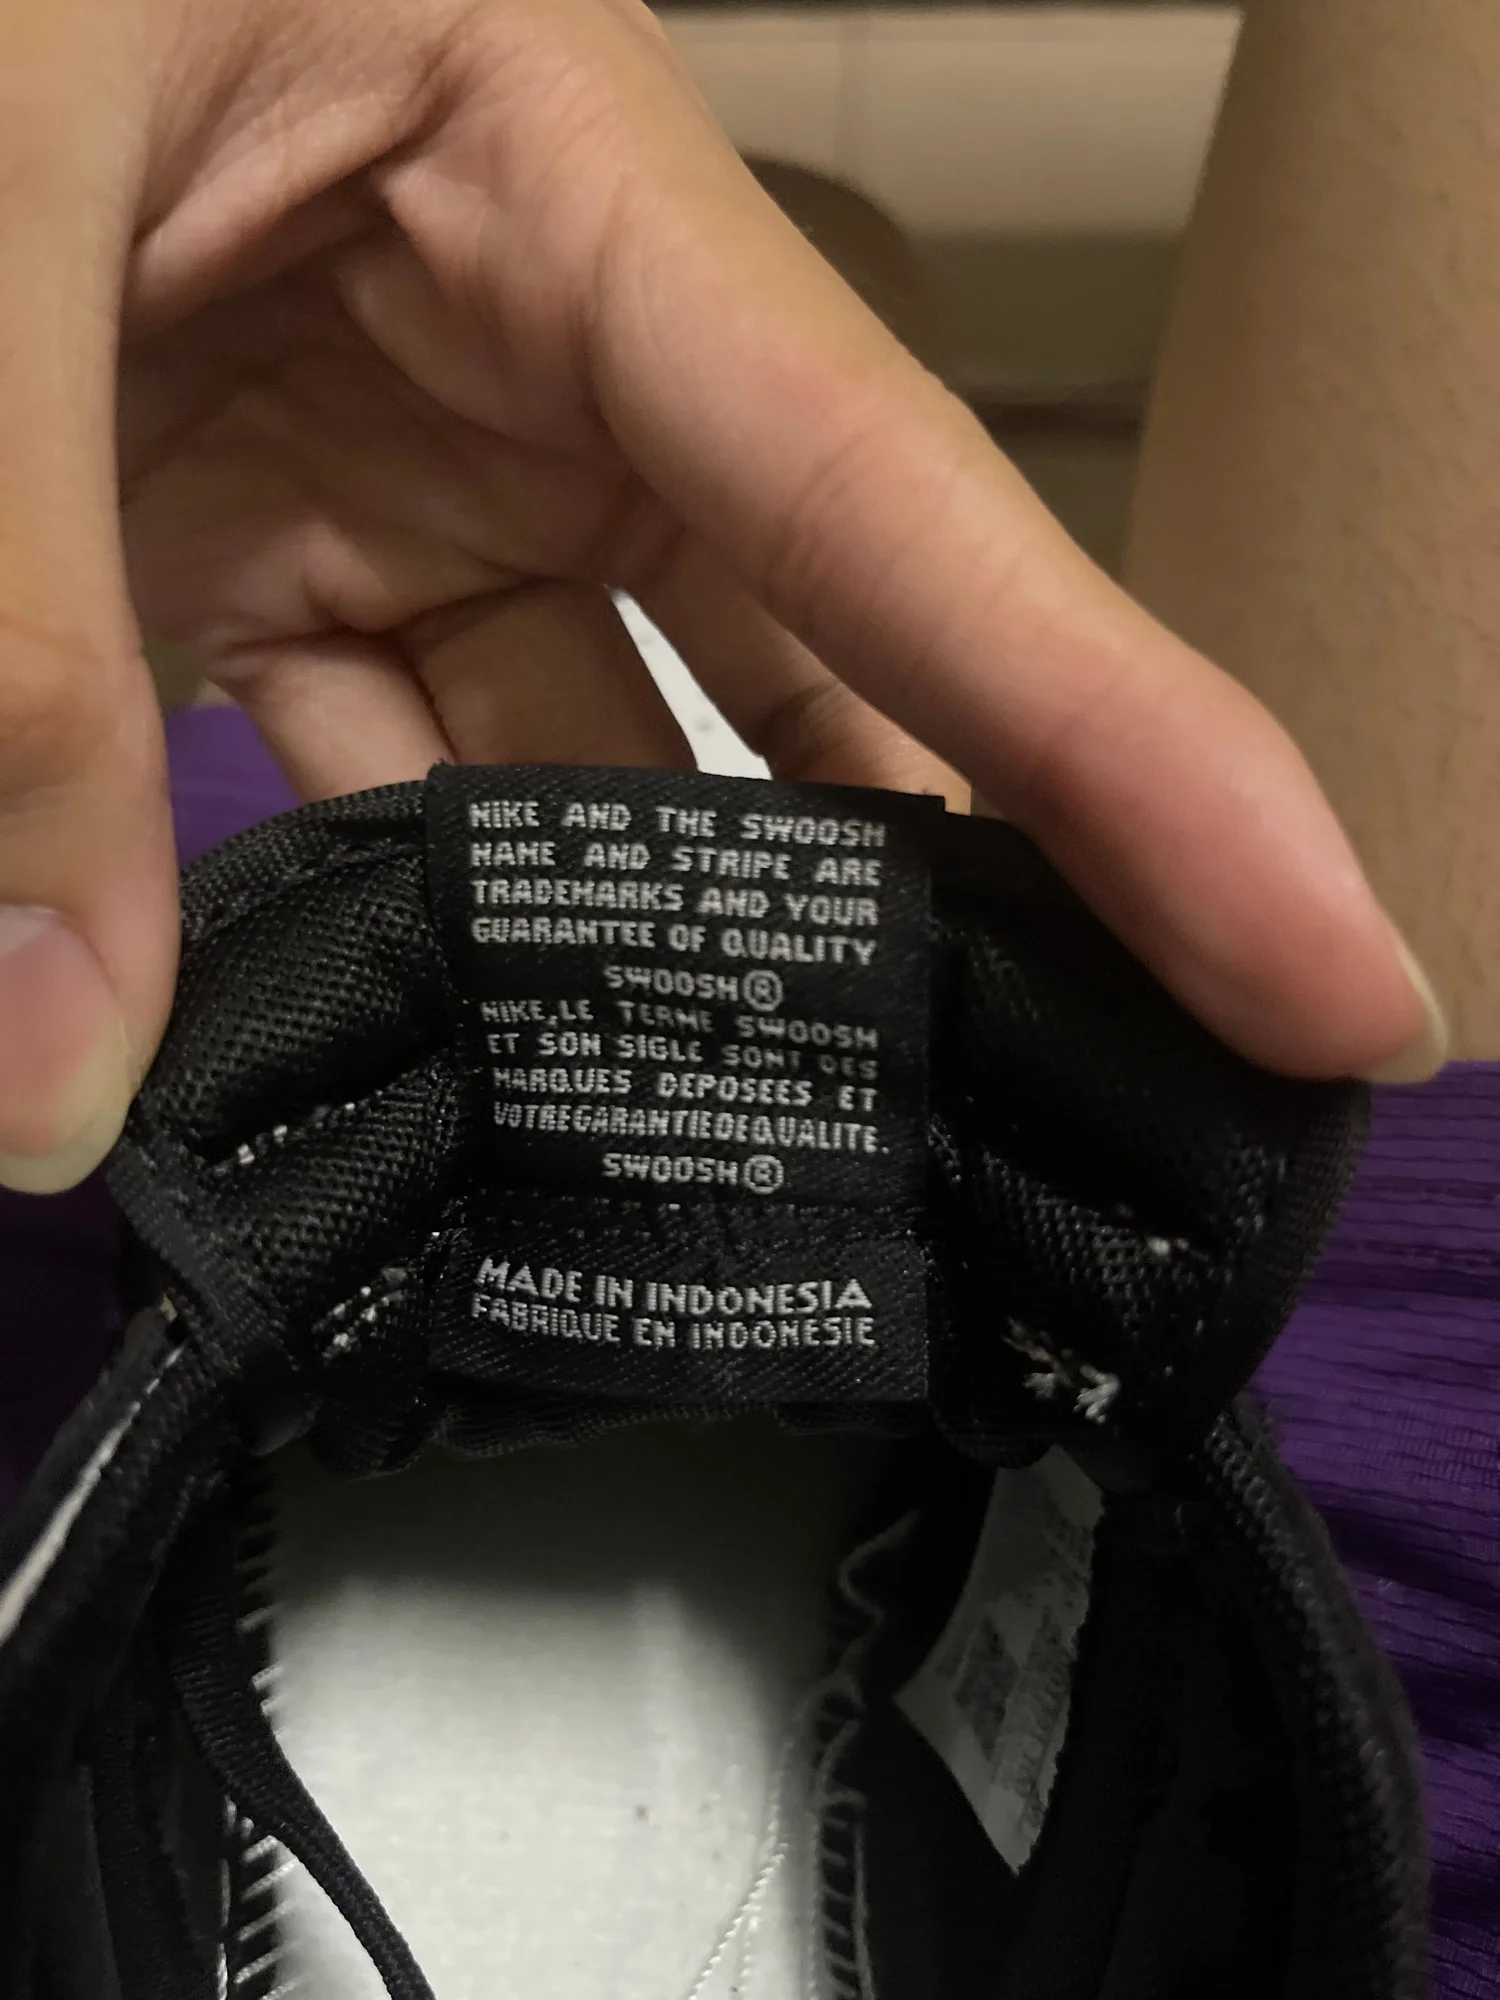 NIKE AND THE SWOOSH
NAME AND STRIPE ARE
TRADEMARKS AND YOUR
GUARANTEE OF QUALITY
SWOOSH®
NIKE,LE TERME SWOOSH
ET SON SIGLE SONT DES
MARQUES DEPOSEES ET
VOTREGARANTIEDEQUALITE.
SWOOSH®
MADE IN INDONESIA
FABRIQUE EN INDONESIE